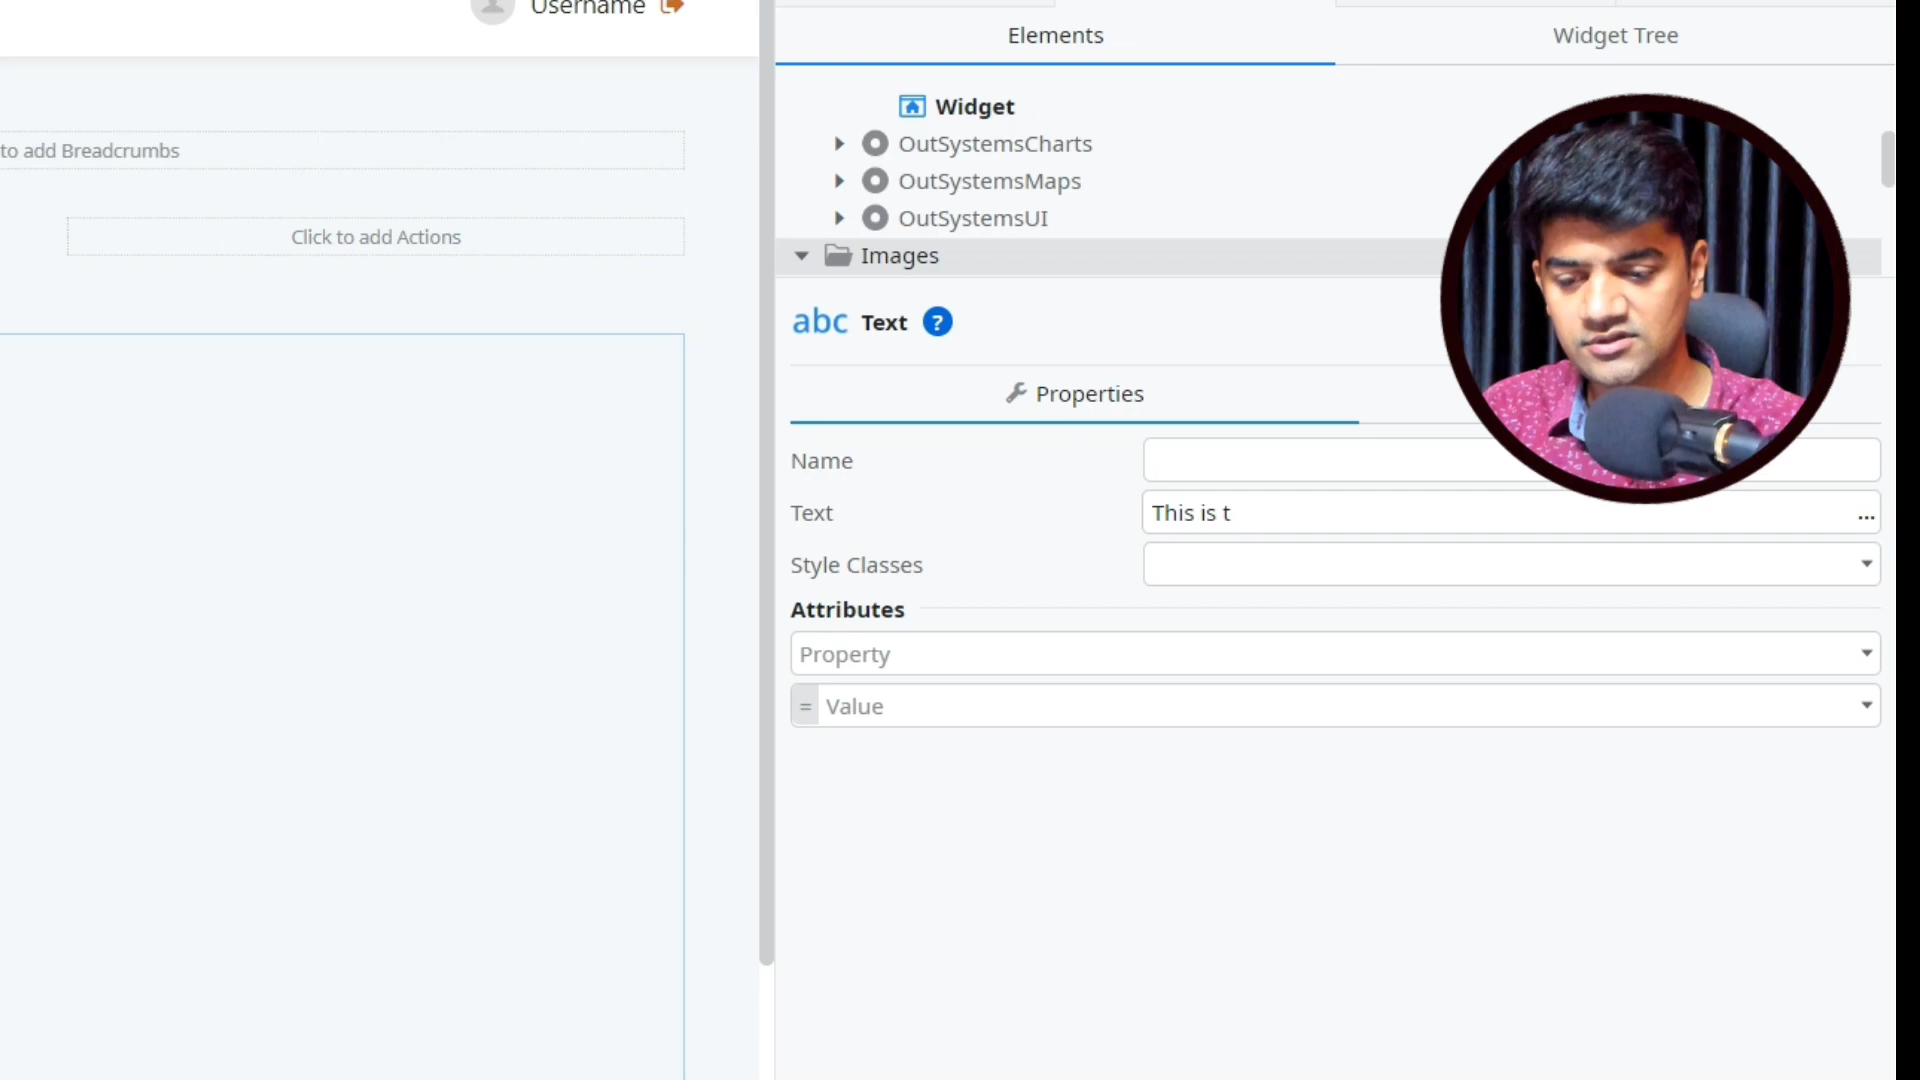 Username
to add Breadcrumbs
Click to add Actions
Elements
Widget Tree
Widget
OutSystemsCharts
OutSystemsMaps
OutSystemsUI
Images
abc Text ?
Properties
Name
Text
This is t
...
Style Classes
Attributes
Property
= Value